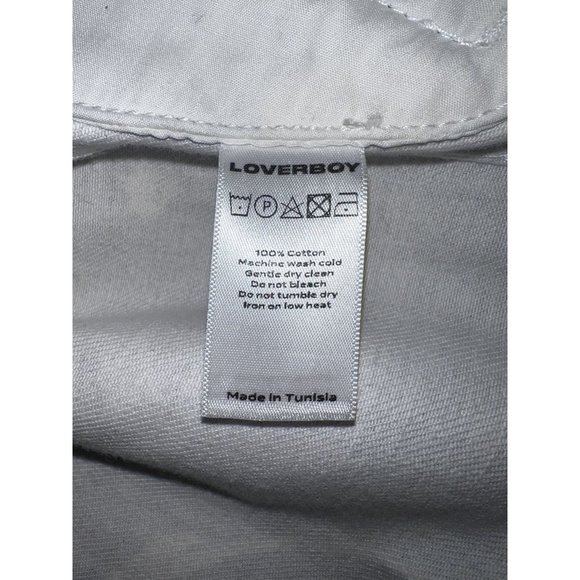 LOVERBOY
P
100% Cotton
Machine wash cold
Gentle dry clean
Do not bleach
Do not tumble dry
Iron on low heat
Made in Tunisia